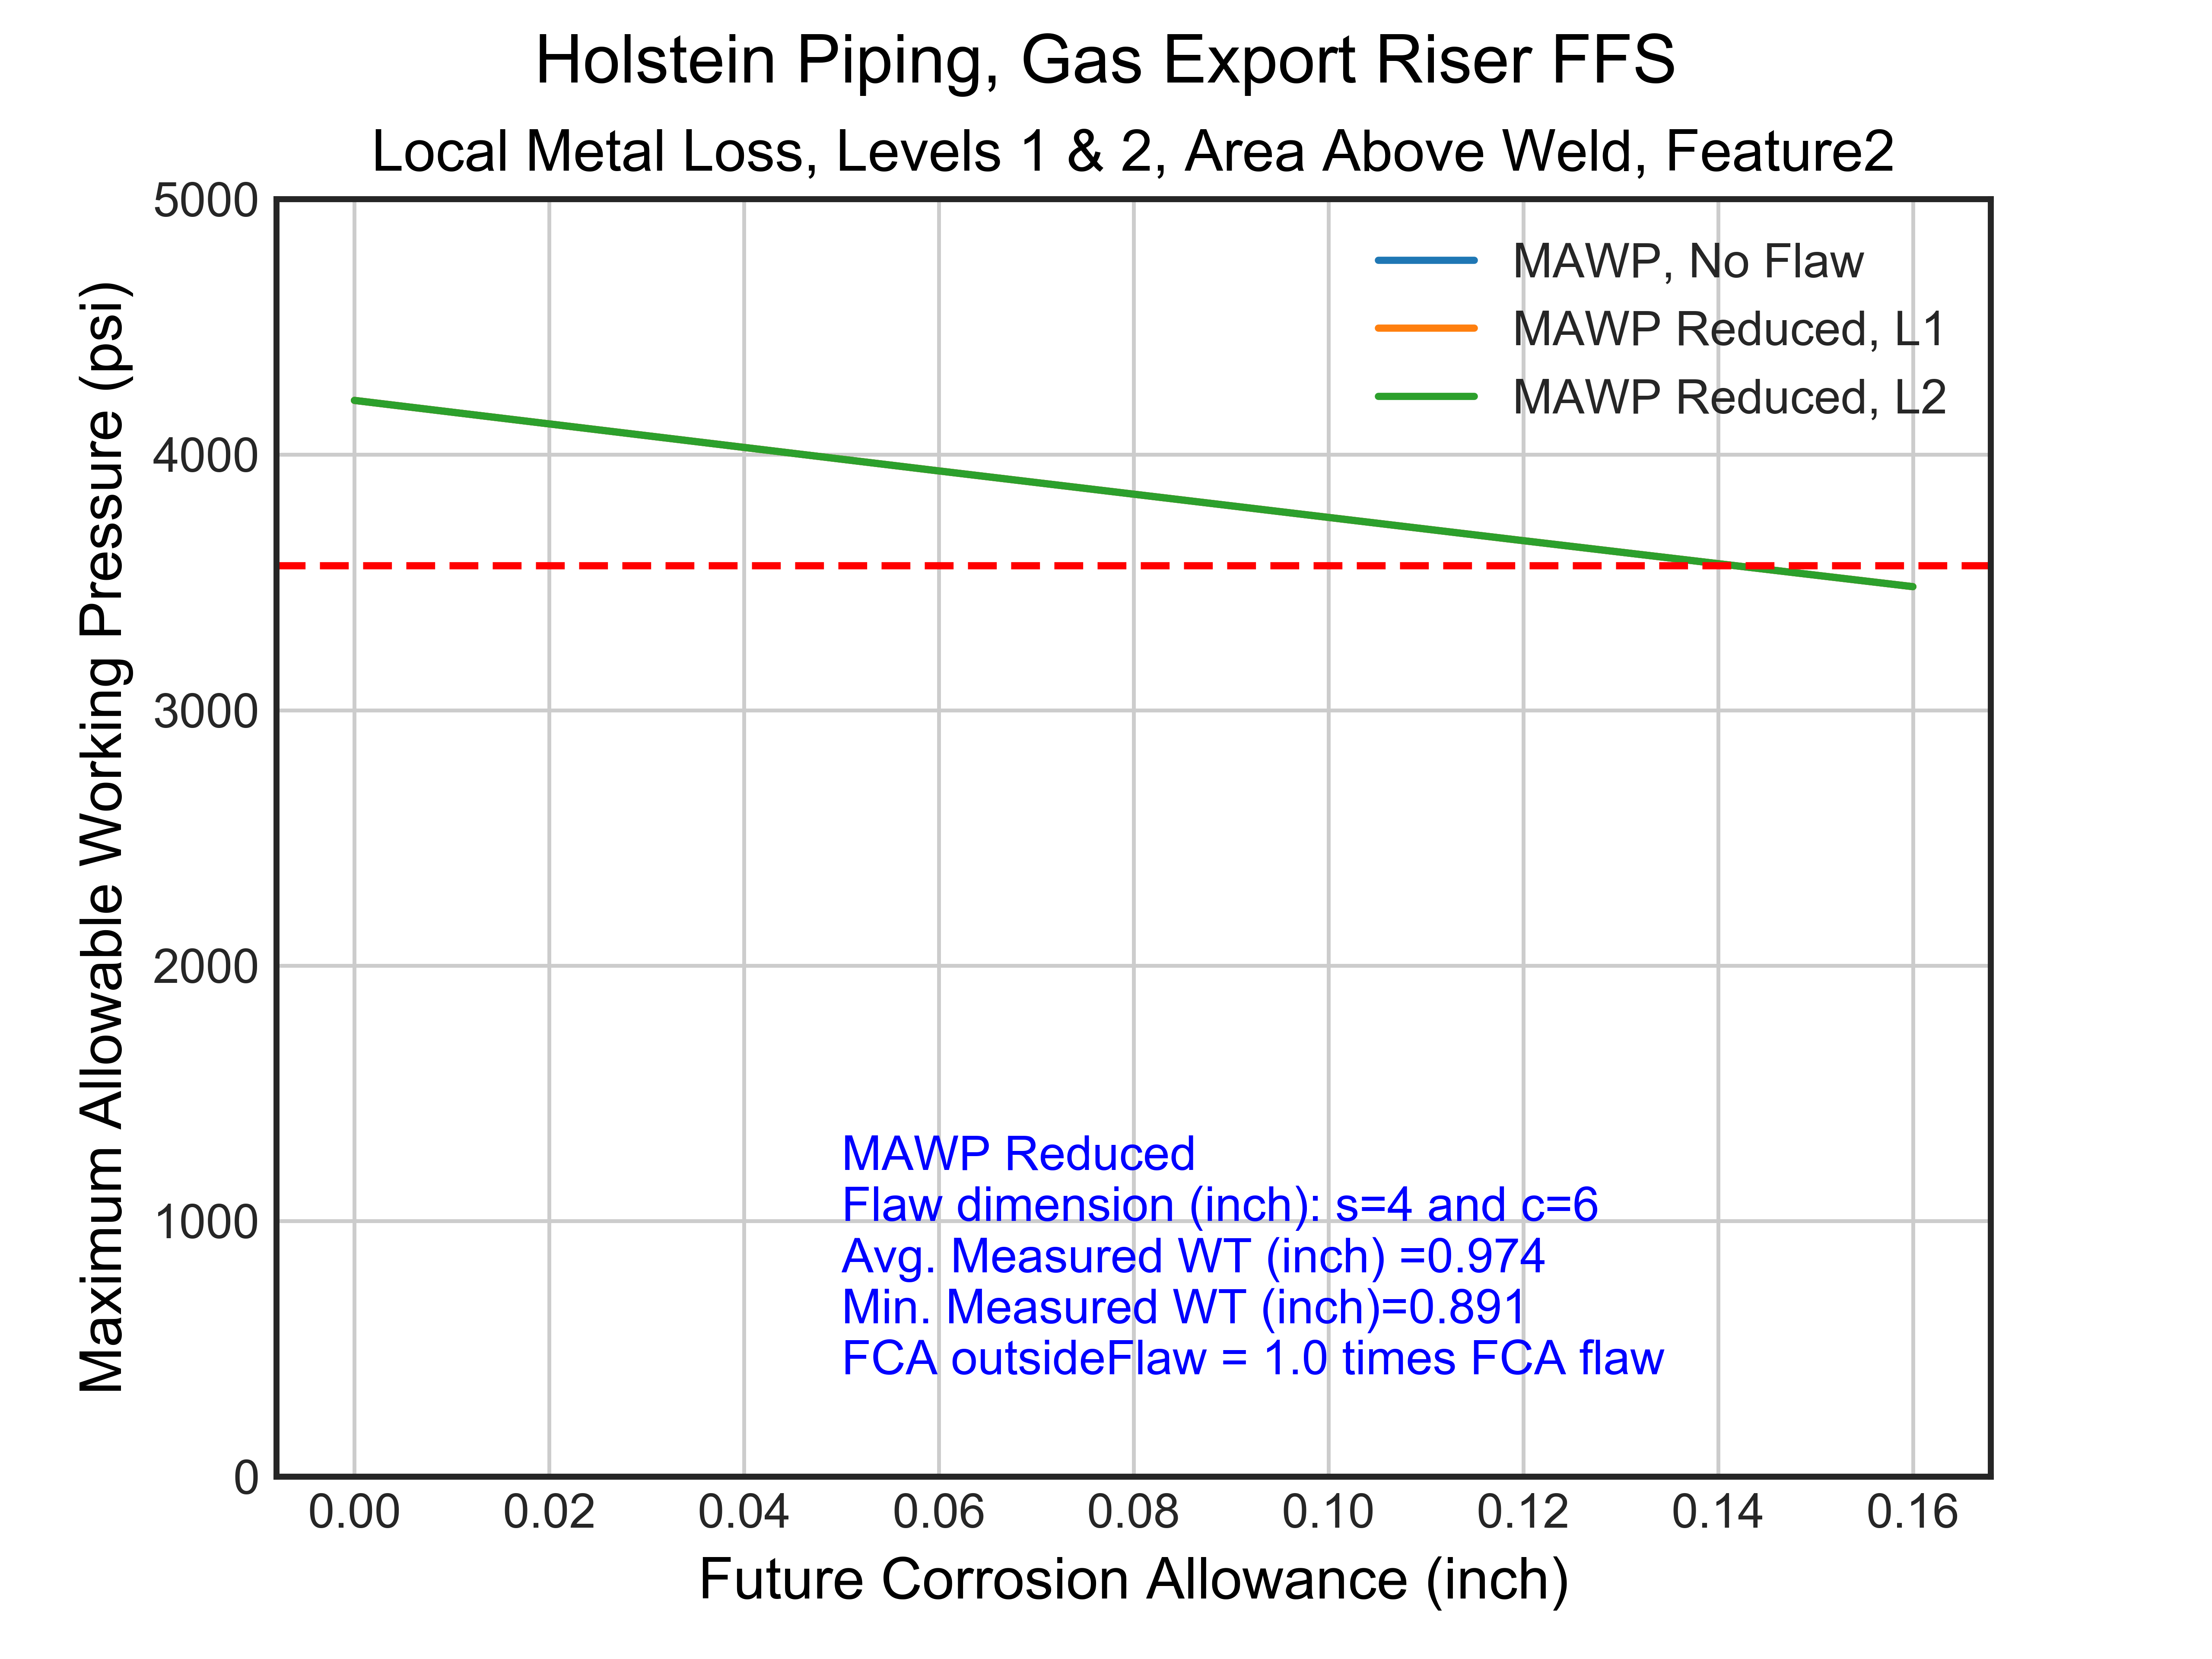 Holstein Piping, Gas Export Riser FFS
Local Metal Loss, Levels 1 & 2, Area Above Weld, Feature2
Maximum Allowable Working Pressure (psi)
5000
4000
3000
2000
1000
0
MAWP, No Flaw
MAWP Reduced, L1
MAWP Reduced, L2
MAWP Reduced
Flaw dimension (inch): s=4 and c=6
Avg. Measured WT (inch) =0.974
Min. Measured WT (inch)=0.891
FCA outsideFlaw = 1.0 times FCA flaw
0.00 0.02 0.04 0.06 0.08 0.10 0.12 0.14 0.16
Future Corrosion Allowance (inch)